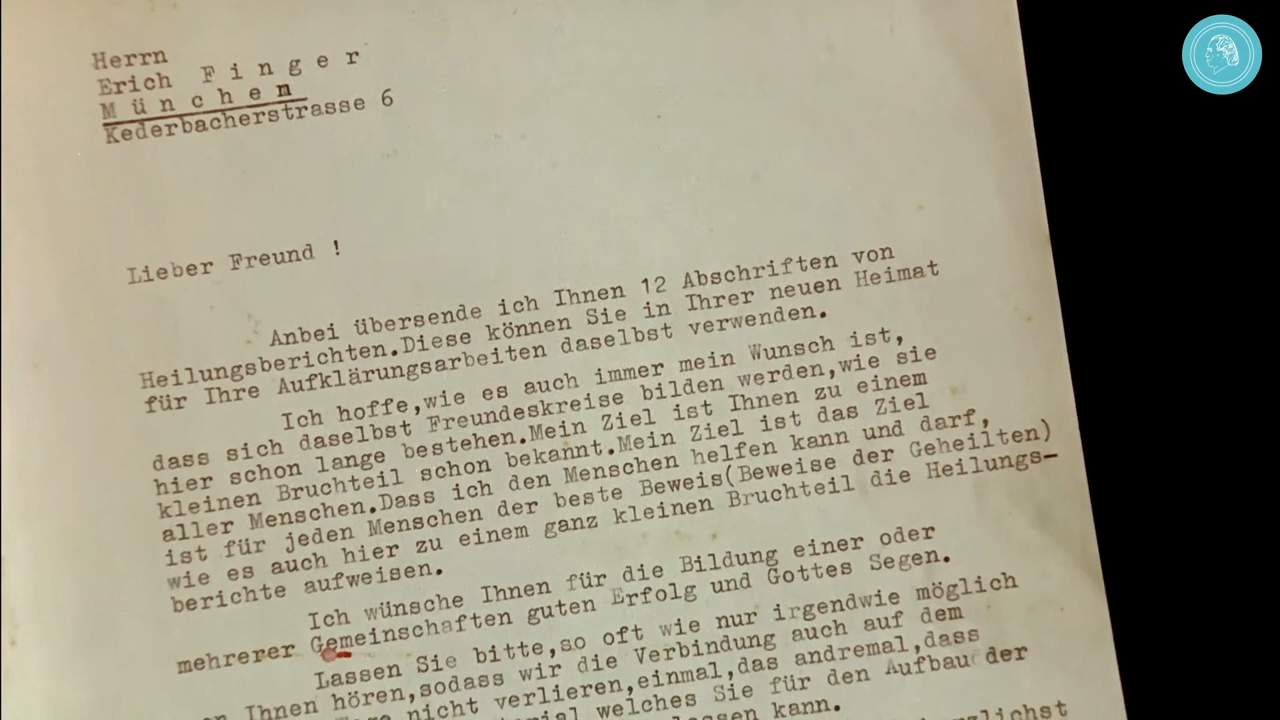 Herrn
Erich F i n g e r
M ü n c h e n
Kederbacherstrasse 6
Lieber Freund !
Anbei übersende ich Ihnen 12 Abschriften von
Heilungsberichten.Diese können Sie in Ihrer neuen Heimat
für Ihre Aufklärungsarbeiten daselbst verwenden.
Ich hoffe,wie es auch immer mein Wunsch ist,
dass sich daselbst Freundeskreise bilden werden,wie sie
hier schon lange bestehen.Mein Ziel ist Ihnen zu einem
kleinen Bruchteil schon bekannt.Mein Ziel ist das Ziel
aller Menschen.Dass ich den Menschen helfen kann und darf,
ist für jeden Menschen der beste Beweis(Beweise der Geheilten)
wie es auch hier zu einem ganz kleinen Bruchteil die Heilungs-
berichte aufweisen.
Ich wünsche Ihnen für die Bildung einer oder
mehrerer Gemeinschaften guten Erfolg und Gottes Segen.
Lassen Sie bitte,so oft wie nur irgendwie möglich
Ihnen hören,sodass wir die Verbindung auch auf dem
nicht verlieren,einmal,das andremal,dass
welches Sie für den Aufbau der
kann.